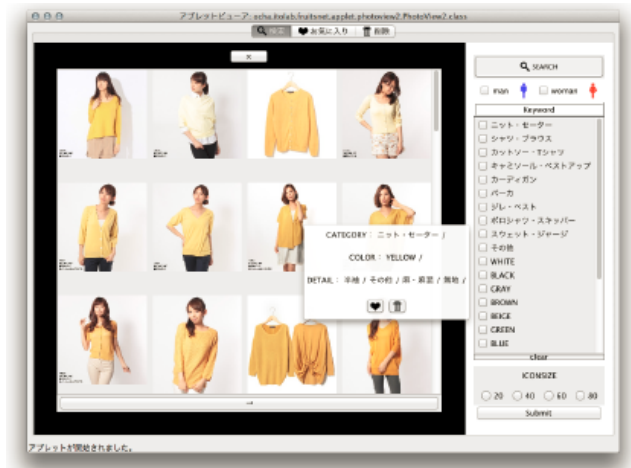 アプレットビューア: ocha.itolab.fruitsnet.applet.photoview2.PhotoView2.class
検索 お気に入り 削除
×
SEARCH
man woman
Keyword
ニット・セーター
シャツ・ブラウス
カットソー・Tシャツ
キャミソール・ベストアップ
カーディガン
パーカ
ジレ・ベスト
ポロシャツ・スキッパー
スウェット・ジャージ
その他
WHITE
BLACK
GRAY
BROWN
BEIGE
GREEN
BLUE
clear
CATEGORY： ニット・セーター /
COLOR： YELLOW /
DETAIL： 半袖 / その他 / 麻・麻混 / 無地 /
→
ICONSIZE
20 40 60 80
Submit
アプレットが開始されました。